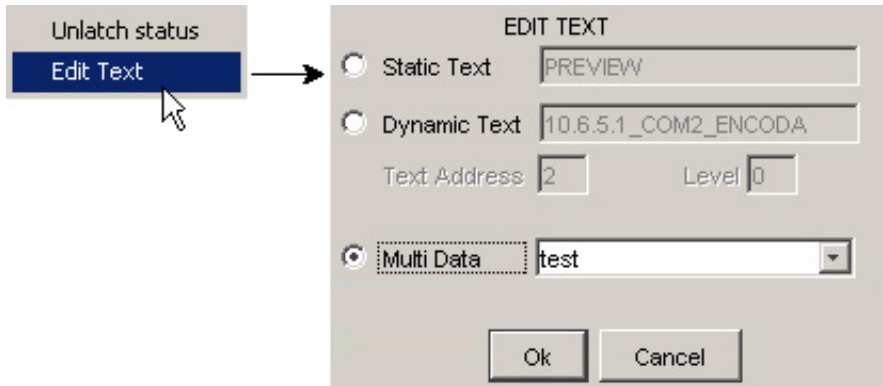 Unlatch status
Edit Text
EDIT TEXT
Static Text PREVIEW
Dynamic Text 10.6.5.1_COM2_ENCODA
Text Address 2 Level 0
Multi Data test
Ok Cancel